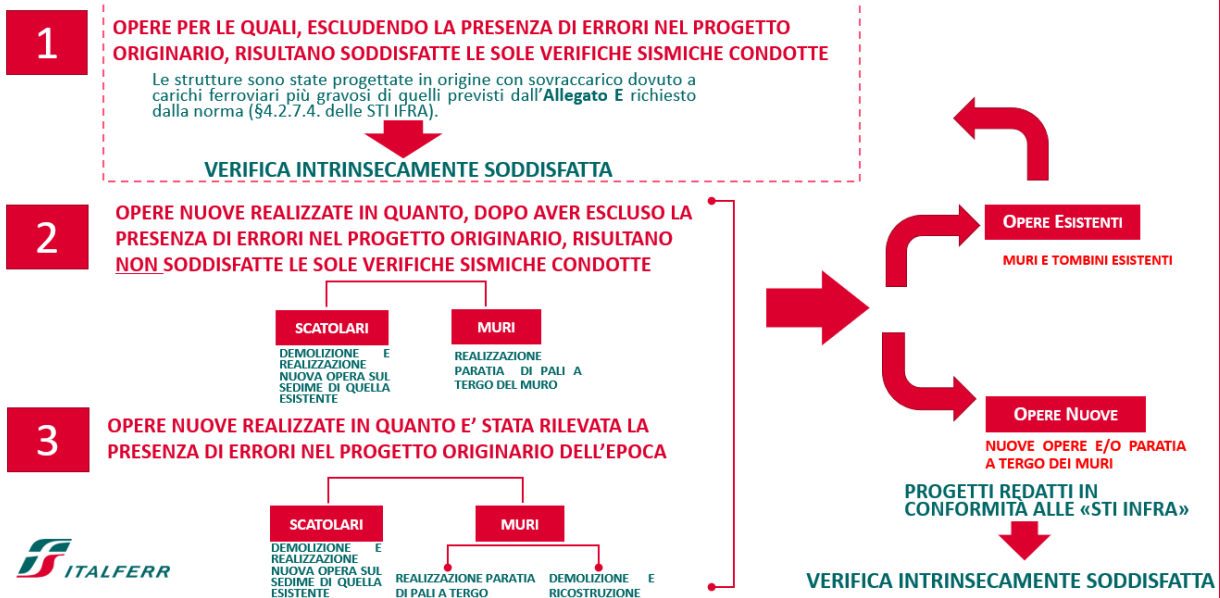 1
OPERE PER LE QUALI, ESCLUDENDO LA PRESENZA DI ERRORI NEL PROGETTO
ORIGINARIO, RISULTANO SODDISFATTE LE SOLE VERIFICHE SISMICHE CONDOTTE
Le strutture sono state progettate in origine con sovraccarico dovuto a
carichi ferroviari più gravosi di quelli previsti dall'Allegato E richiesto
dalla norma (§4.2.7.4. delle STI IFRA).
VERIFICA INTRINSECAMENTE SODDISFATTA
2
OPERE NUOVE REALIZZATE IN QUANTO, DOPO AVER ESCLUSO LA
PRESENZA DI ERRORI NEL PROGETTO ORIGINARIO, RISULTANO
NON SODDISFATTE LE SOLE VERIFICHE SISMICHE CONDOTTE
SCATOLARI
DEMOLIZIONE E
REALIZZAZIONE
NUOVA OPERA SUL
SEDIME DI QUELLA
ESISTENTE
MURI
REALIZZAZIONE
PARATIA DI PALI A
TERGO DEL MURO
3
OPERE NUOVE REALIZZATE IN QUANTO E' STATA RILEVATA LA
PRESENZA DI ERRORI NEL PROGETTO ORIGINARIO DELL'EPOCA
SCATOLARI
DEMOLIZIONE E
REALIZZAZIONE
NUOVA OPERA SUL
SEDIME DI QUELLA
ESISTENTE
MURI
REALIZZAZIONE PARATIA
DI PALI A TERGO
DEMOLIZIONE E
RICOSTRUZIONE
OPERE ESISTENTI
MURI E TOMBINI ESISTENTI
OPERE NUOVE
NUOVE OPERE E/O PARATIA
A TERGO DEI MURI
PROGETTI REDATTI IN
CONFORMITÀ ALLE «STI INFRA»
VERIFICA INTRINSECAMENTE SODDISFATTA
ITALFERR